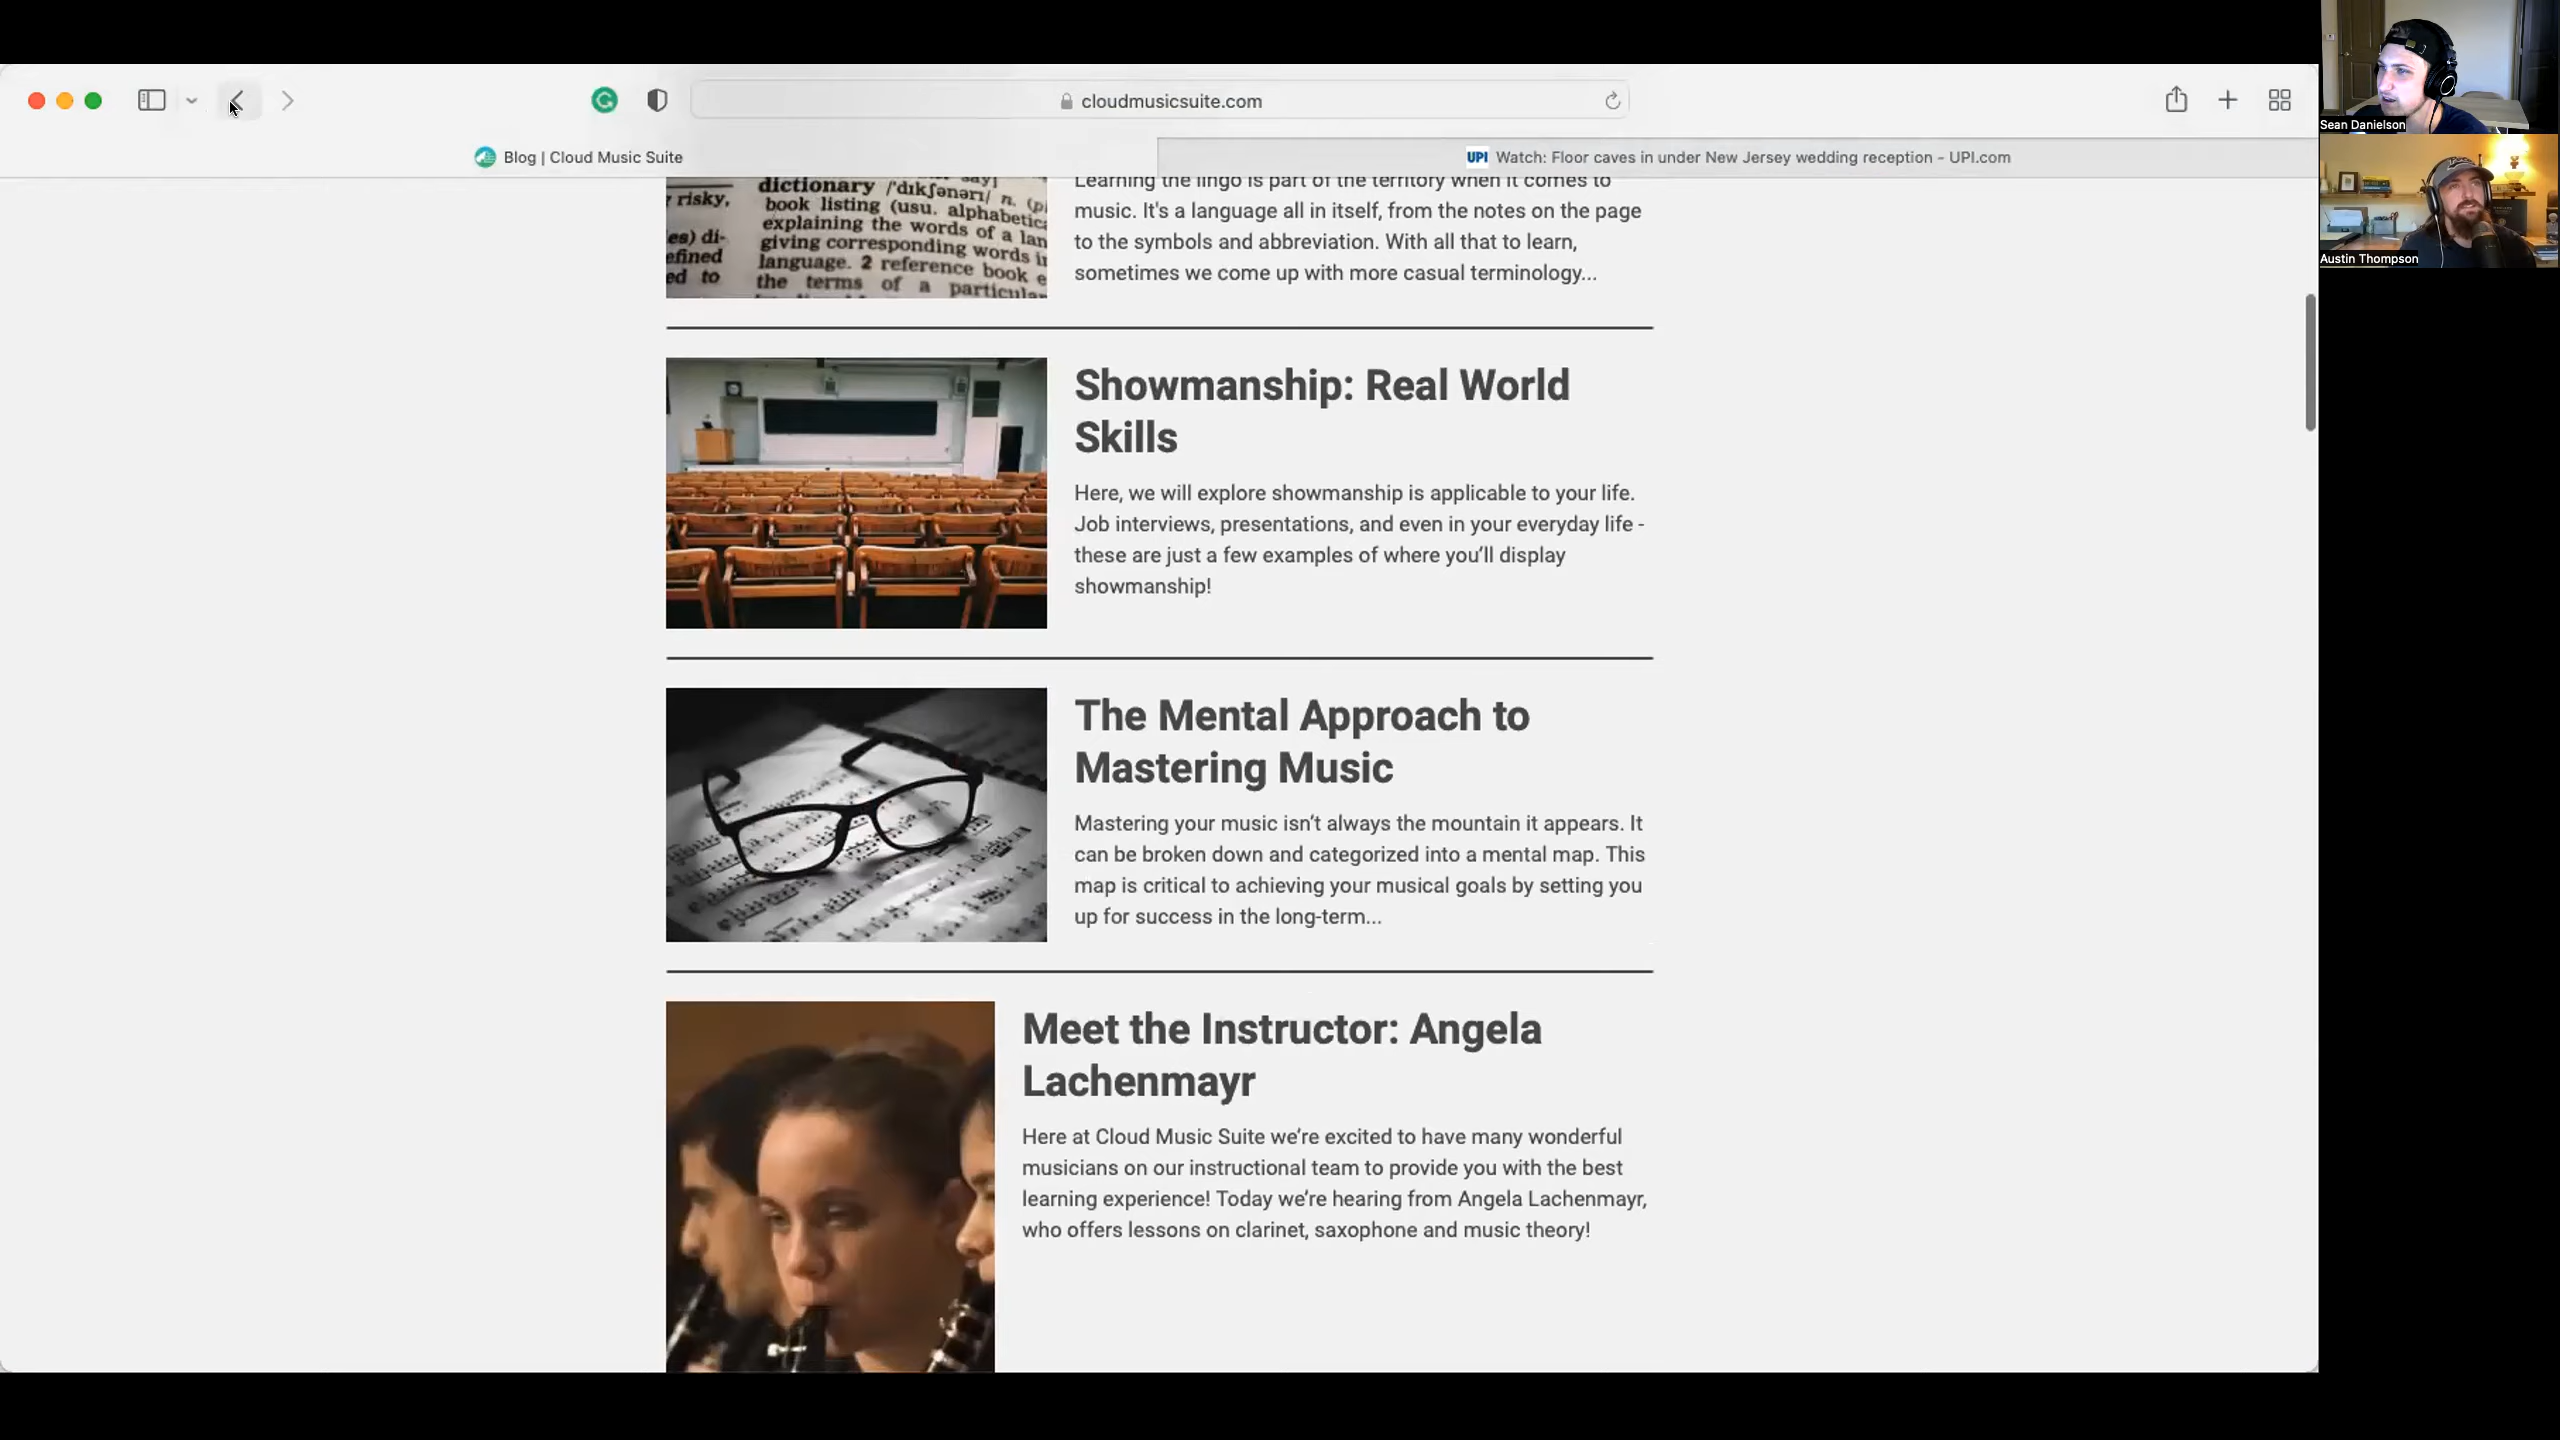 cloudmusicsuite.com
Blog | Cloud Music Suite
UPI Watch: Floor caves in under New Jersey wedding reception - UPI.com
Sean Danielson
Austin Thompson
risky,
es) di-
efined
ed to
dictionary /'dɪkʃənərɪ/ n.
book listing (usu.
explaining the words of a
giving corresponding words
language. 2 reference book
the terms of a
Learning the lingo is part of the territory when it comes to
music. It's a language all in itself, from the notes on the page
to the symbols and abbreviation. With all that to learn,
sometimes we come up with more casual terminology...
Showmanship: Real World
Skills
Here, we will explore showmanship is applicable to your life.
Job interviews, presentations, and even in your everyday life -
these are just a few examples of where you’ll display
showmanship!
The Mental Approach to
Mastering Music
Mastering your music isn’t always the mountain it appears. It
can be broken down and categorized into a mental map. This
map is critical to achieving your musical goals by setting you
up for success in the long-term...
Meet the Instructor: Angela
Lachenmayr
Here at Cloud Music Suite we’re excited to have many wonderful
musicians on our instructional team to provide you with the best
learning experience! Today we’re hearing from Angela Lachenmayr,
who offers lessons on clarinet, saxophone and music theory!